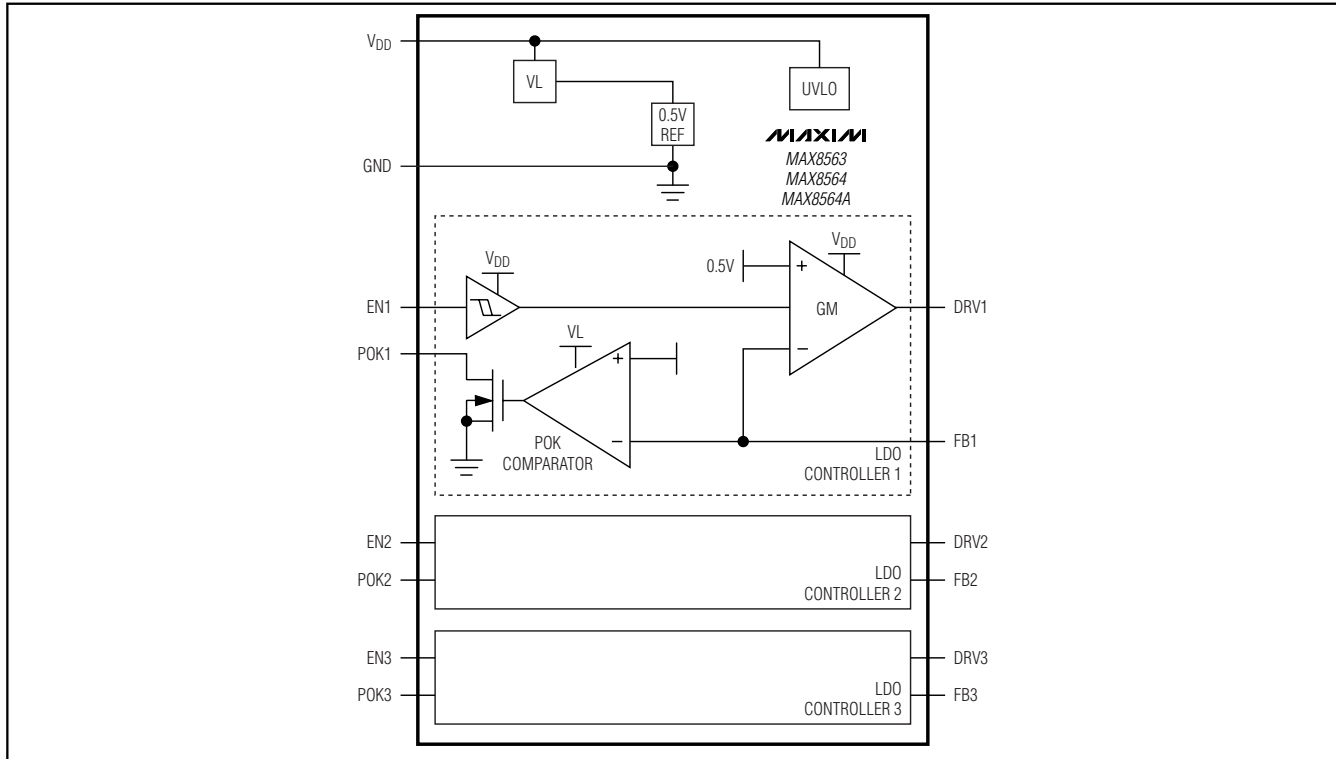 VDD
VL
UVLO
0.5V
REF
MAXIM
GND
MAX8563
MAX8564
MAX8564A
VDD
VDD
0.5V
+
EN1
GM
DRV1
VL
POK1
+
−
−
FB1
POK
COMPARATOR
LDO
CONTROLLER 1
EN2
DRV2
POK2
LDO
CONTROLLER 2
FB2
EN3
DRV3
POK3
LDO
CONTROLLER 3
FB3